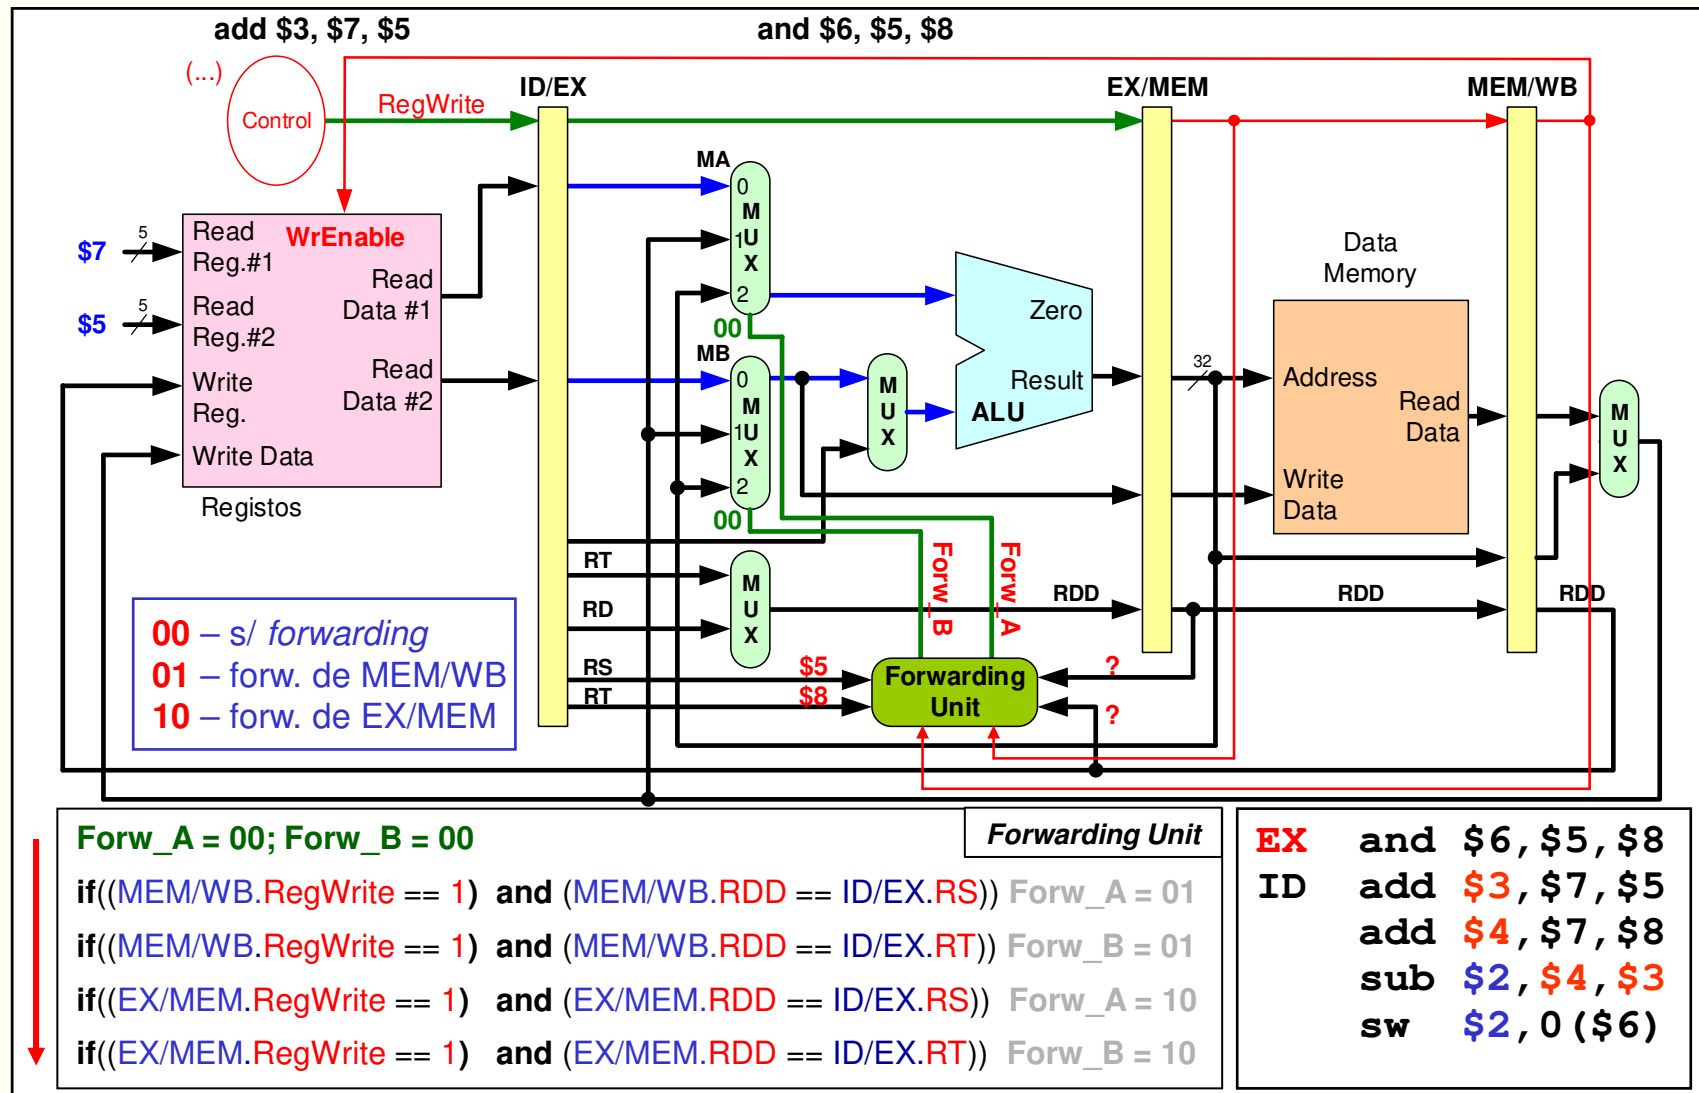 add $3, $7, $5
and $6, $5, $8
(...)
Control
RegWrite
ID/EX
EX/MEM
MEM/WB
MA
0
M
1U
X
2
00
$7
5
Read
Reg.#1
WrEnable
Read
Data #1
$5
5
Read
Reg.#2
Write
Reg.
Read
Data #2
Write Data
Registos
MB
0
M
1U
X
2
00
M
U
X
Zero
Result
ALU
32
Data
Memory
Address
Read
Data
Write
Data
M
U
X
RT
RD
M
U
X
RDD
RDD
RDD
Forw_B
Forw_A
RS
$5
RT
$8
Forwarding
Unit
?
?
00 – s/ forwarding
01 – forw. de MEM/WB
10 – forw. de EX/MEM
Forw_A = 00; Forw_B = 00
Forwarding Unit
if((MEM/WB.RegWrite == 1) and (MEM/WB.RDD == ID/EX.RS)) Forw_A = 01
if((MEM/WB.RegWrite == 1) and (MEM/WB.RDD == ID/EX.RT)) Forw_B = 01
if((EX/MEM.RegWrite == 1) and (EX/MEM.RDD == ID/EX.RS)) Forw_A = 10
if((EX/MEM.RegWrite == 1) and (EX/MEM.RDD == ID/EX.RT)) Forw_B = 10
EX and $6,$5,$8
ID add $3,$7,$5
add $4,$7,$8
sub $2,$4,$3
sw $2,0($6)